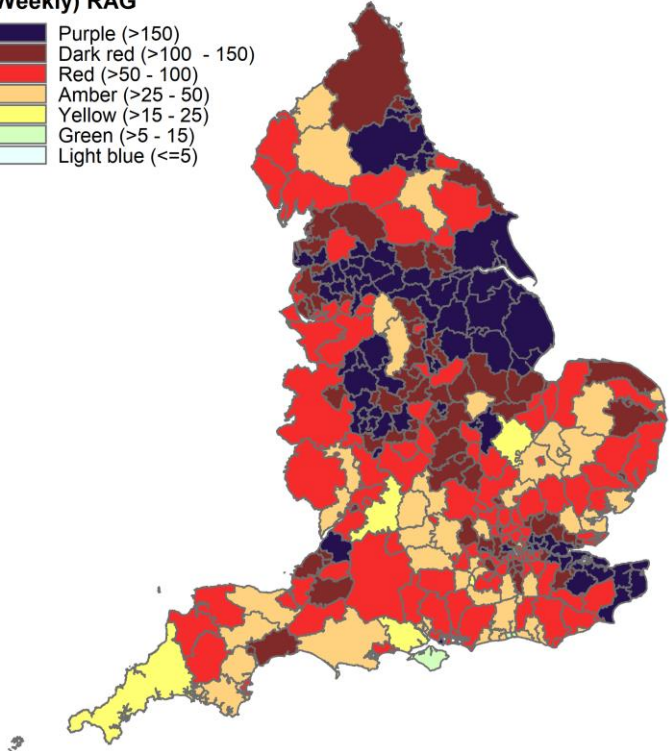 Weekly) RAG
Purple (>150)
Dark red (>100 - 150)
Red (>50 - 100)
Amber (>25 - 50)
Yellow (>15 - 25)
Green (>5 - 15)
Light blue (<=5)